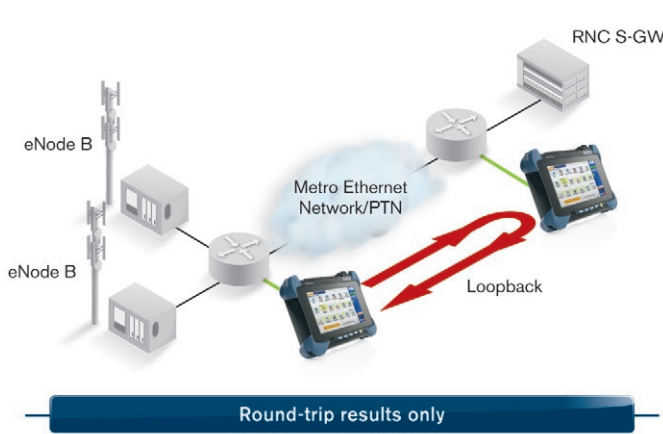 RNC S-GW
eNode B
Metro Ethernet
Network/PTN
eNode B
Loopback
Round-trip results only